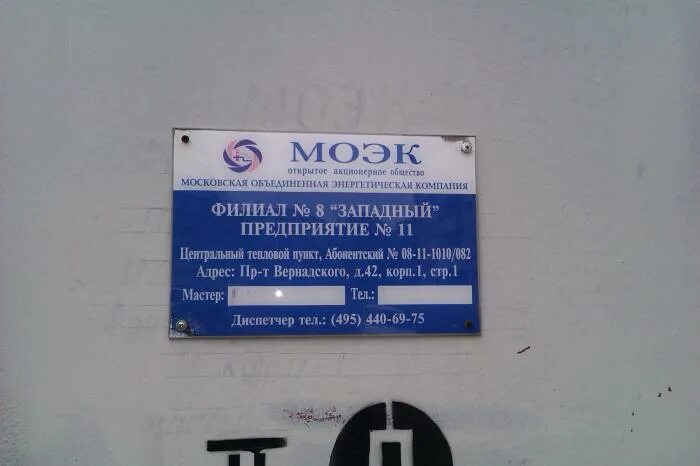 МОЭК
открытое акционерное общество
МОСКОВСКАЯ ОБЪЕДИНЕННАЯ ЭНЕРГЕТИЧЕСКАЯ КОМПАНИЯ
ФИЛИАЛ № 8 "ЗАПАДНЫЙ"
ПРЕДПРИЯТИЕ № 11
Центральный тепловой пункт, Абонентский № 08-11-1010/082
Адрес: Пр-т Вернадского, д.42, корп.1, стр.1
Мастер: Тел.:
Диспетчер тел.: (495) 440-69-75